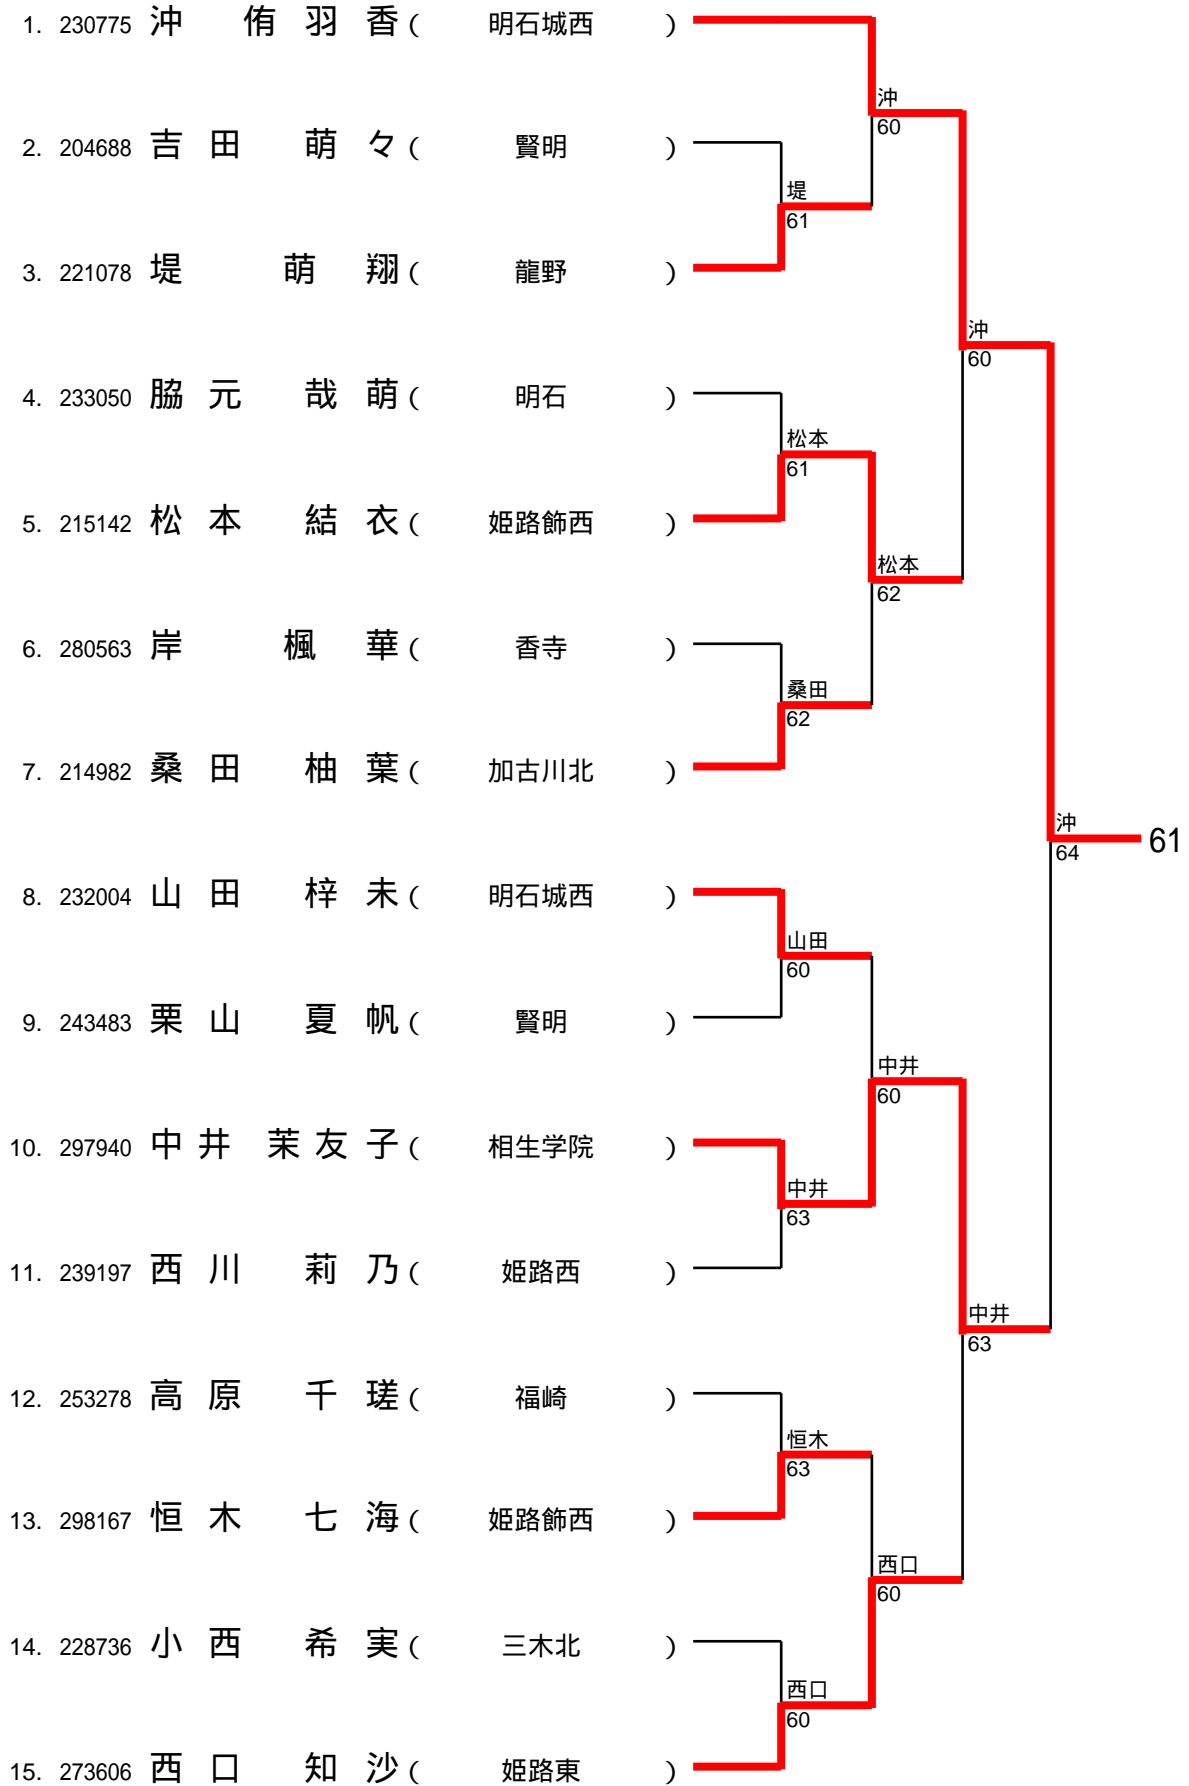 1. 230775 沖 侑羽香 ( 明石城西 )
沖
60
2. 204688 吉田 萌々 ( 賢明 )
堤
61
3. 221078 堤 萌翔 ( 龍野 )
沖
60
4. 233050 脇元 哉萌 ( 明石 )
松本
61
5. 215142 松本 結衣 ( 姫路飾西 )
松本
62
6. 280563 岸 楓華 ( 香寺 )
桑田
62
7. 214982 桑田 柚葉 ( 加古川北 )
沖
64
61
8. 232004 山田 梓未 ( 明石城西 )
山田
60
9. 243483 栗山 夏帆 ( 賢明 )
中井
60
10. 297940 中井 茉友子 ( 相生学院 )
中井
63
11. 239197 西川 莉乃 ( 姫路西 )
中井
63
12. 253278 高原 千瑳 ( 福崎 )
恒木
63
13. 298167 恒木 七海 ( 姫路飾西 )
西口
60
14. 228736 小西 希実 ( 三木北 )
西口
60
15. 273606 西口 知沙 ( 姫路東 )